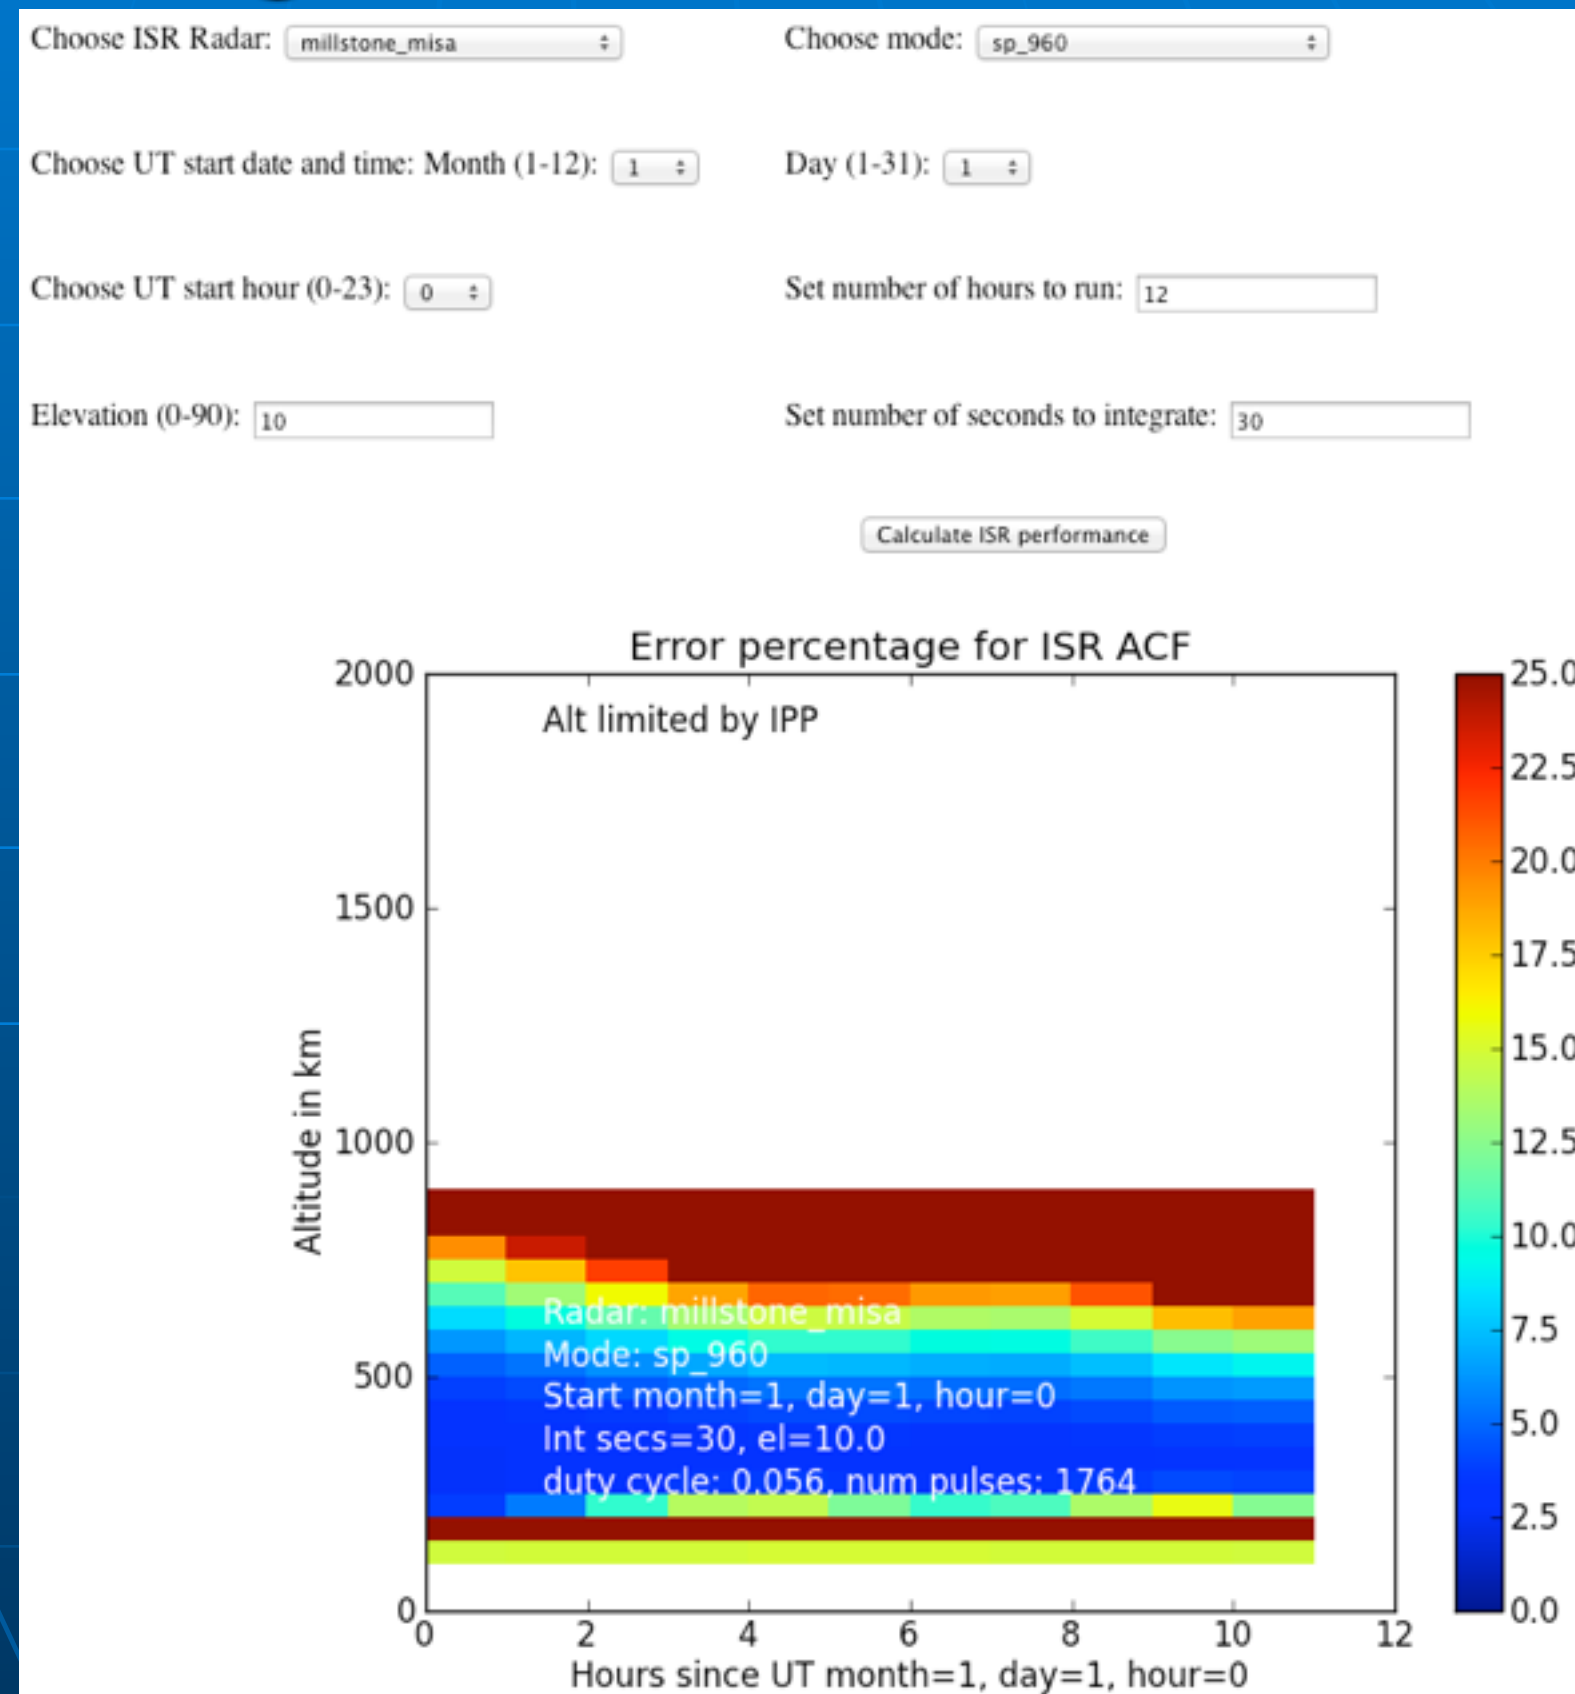 Choose ISR Radar: millstone_misa Choose mode: sp_960
Choose UT start date and time: Month (1-12): 1 Day (1-31): 1
Choose UT start hour (0-23): 0 Set number of hours to run: 12
Elevation (0-90): 10 Set number of seconds to integrate: 30
Calculate ISR performance
Error percentage for ISR ACF
2000
1500
1000
500
0
Altitude in km
Alt limited by IPP
Radar: millstone_misa
Mode: sp_960
Start month=1, day=1, hour=0
Int secs=30, el=10.0
duty cycle: 0.056, num pulses: 1764
0 2 4 6 8 10 12
Hours since UT month=1, day=1, hour=0
25.0
22.5
20.0
17.5
15.0
12.5
10.0
7.5
5.0
2.5
0.0